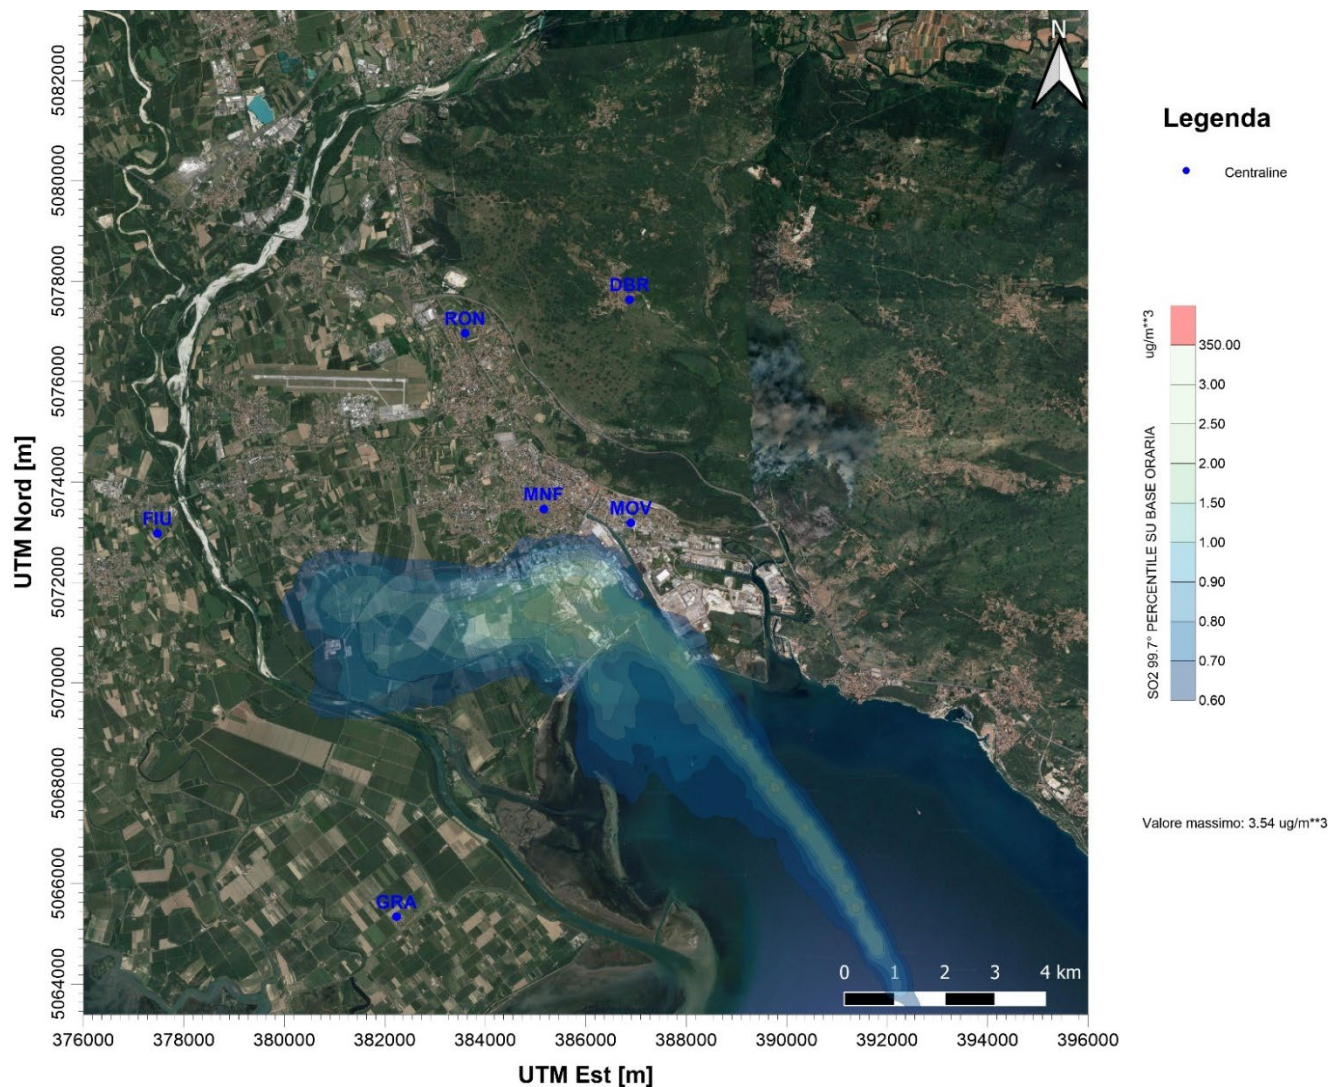 N
Legenda
Centraline
DBR
RON
MNF
MOV
FIU
GRA
ug/m**3
350.00
3.00
2.50
2.00
1.50
1.00
0.90
0.80
0.70
0.60
SO2 99.7° PERCENTILE SU BASE ORARIA
Valore massimo: 3.54 ug/m**3
0 1 2 3 4 km
5082000
5080000
5078000
5076000
5074000
5072000
5070000
5068000
5066000
5064000
UTM Nord [m]
376000 378000 380000 382000 384000 386000 388000 390000 392000 394000 396000
UTM Est [m]